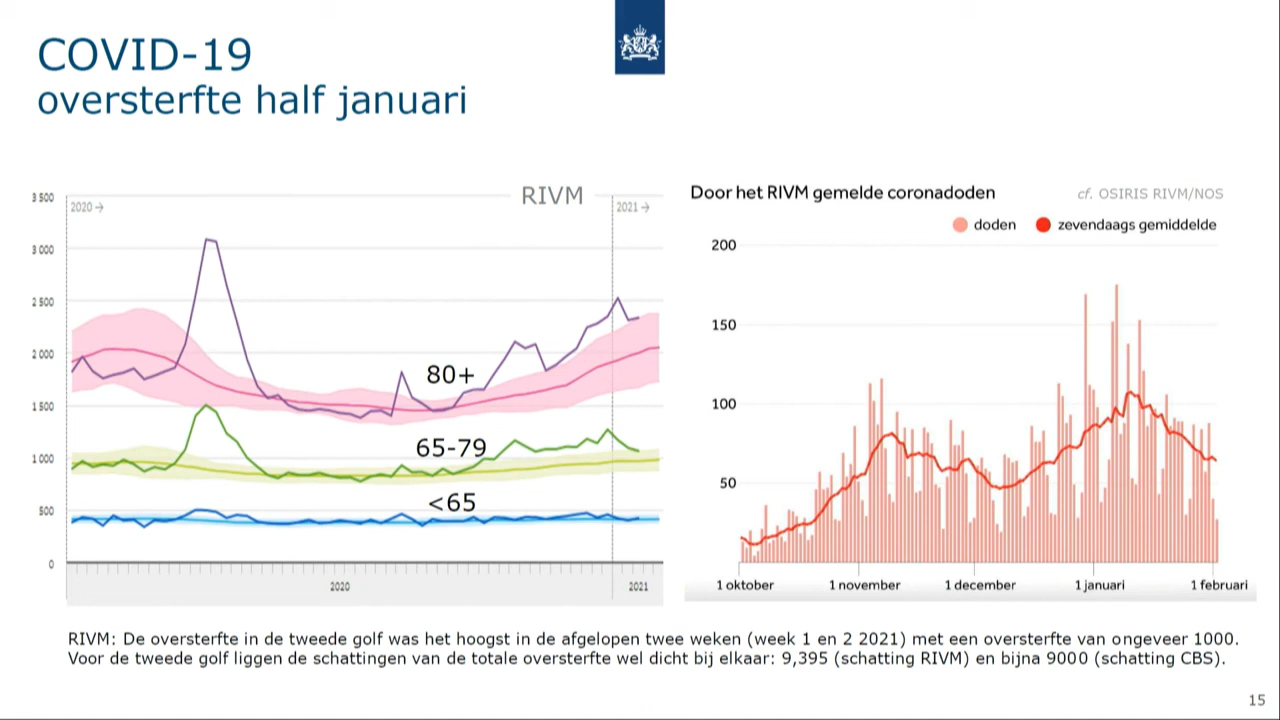 COVID-19
oversterfte half januari
RIVM
3 500
3 000
2 500
2 000
1 500
1 000
500
0
2020 →
2021 →
80+
65-79
<65
2020
2021
Door het RIVM gemelde coronadoden
cf. OSIRIS RIVM/NOS
doden
zevendaags gemiddelde
200
150
100
50
1 oktober
1 november
1 december
1 januari
1 februari
RIVM: De oversterfte in de tweede golf was het hoogst in de afgelopen twee weken (week 1 en 2 2021) met een oversterfte van ongeveer 1000.
Voor de tweede golf liggen de schattingen van de totale oversterfte wel dicht bij elkaar: 9,395 (schatting RIVM) en bijna 9000 (schatting CBS).
15